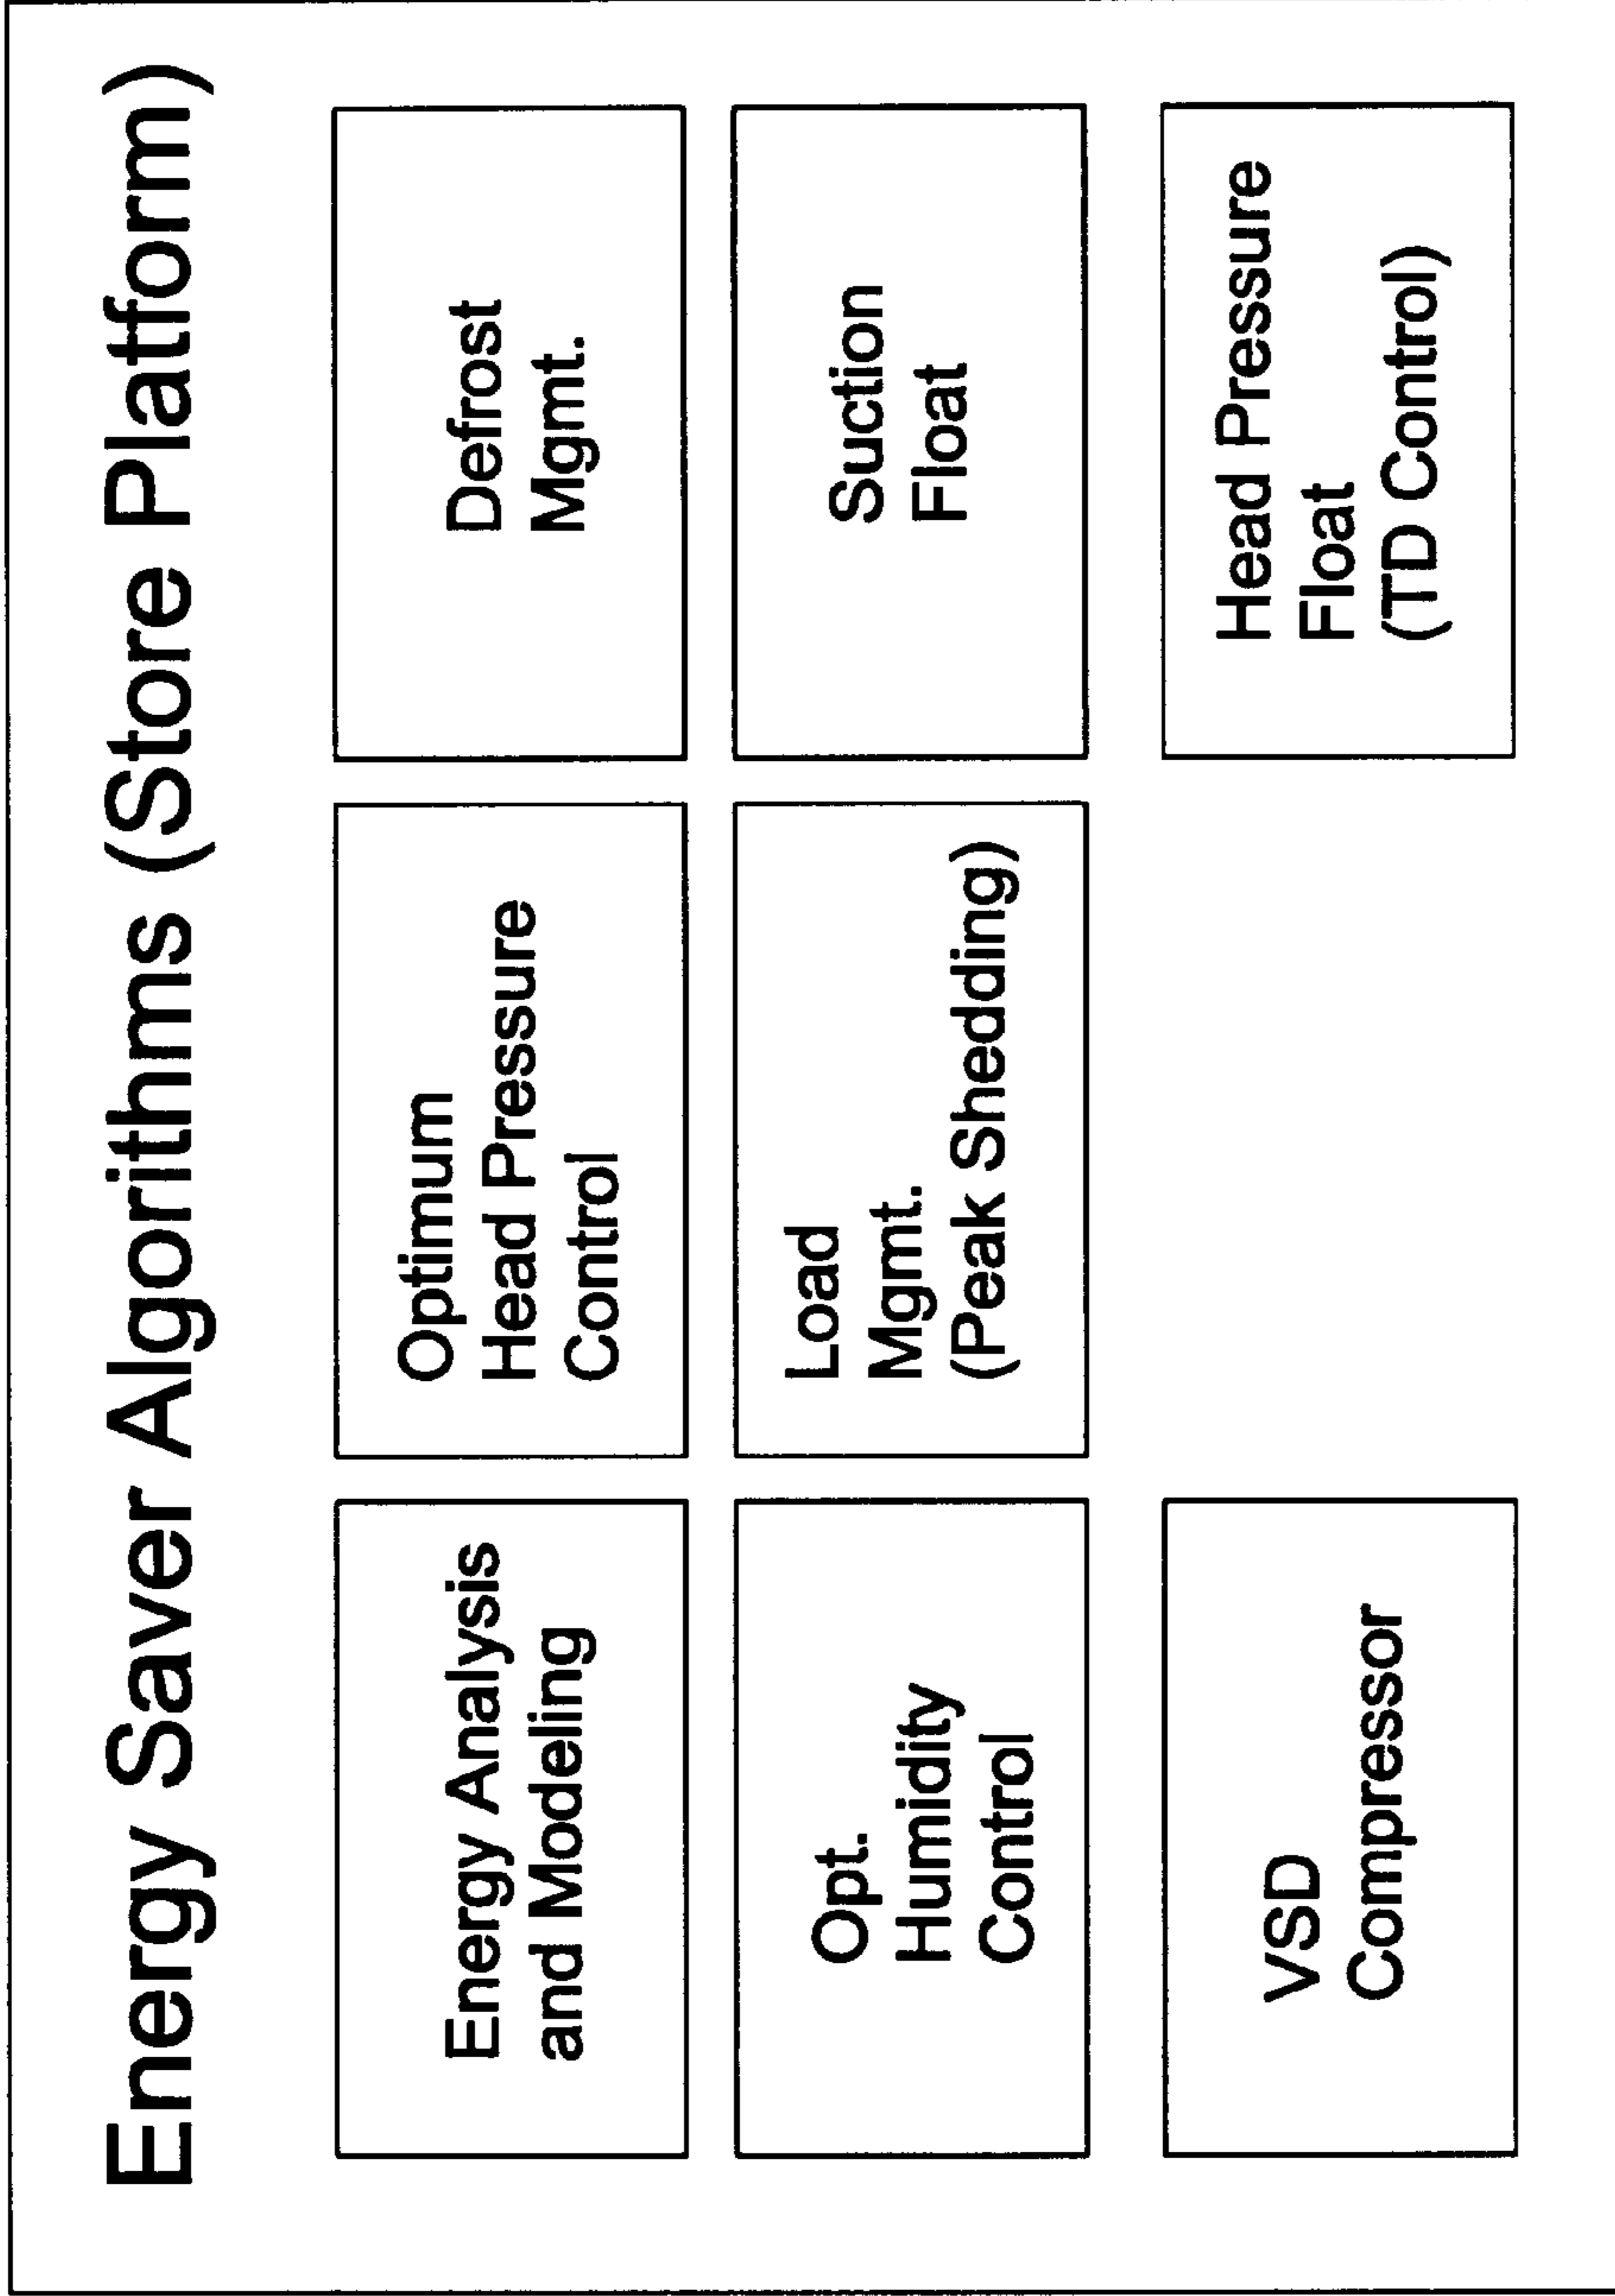 Energy Saver Algorithms (Store Platform)
Energy Analysis
and Modeling
Optimum
Head Pressure
Control
Defrost
Mgmt.
Opt.
Humidity
Control
Load
Mgmt.
(Peak Shedding)
Suction
Float
VSD
Compressor
Head Pressure
Float
(TD Control)